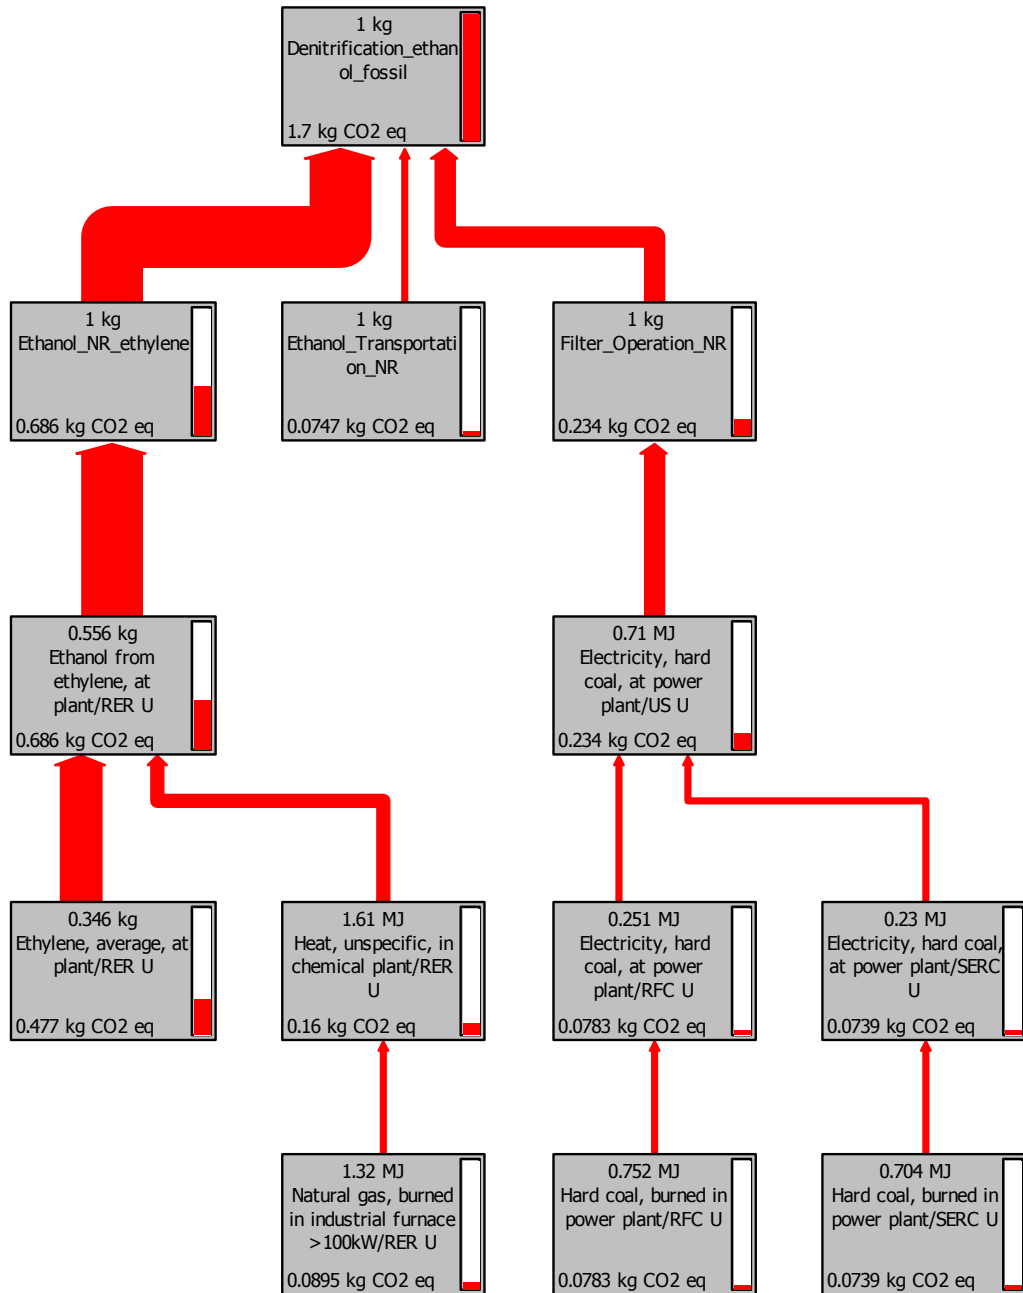 1 kg
Denitrification_ethan
ol_fossil
1.7 kg CO2 eq
1 kg
Ethanol_NR_ethylene
0.686 kg CO2 eq
1 kg
Ethanol_Transportati
on_NR
0.0747 kg CO2 eq
1 kg
Filter_Operation_NR
0.234 kg CO2 eq
0.556 kg
Ethanol from
ethylene, at
plant/RER U
0.686 kg CO2 eq
0.71 MJ
Electricity, hard
coal, at power
plant/US U
0.234 kg CO2 eq
0.346 kg
Ethylene, average, at
plant/RER U
0.477 kg CO2 eq
1.61 MJ
Heat, unspecific, in
chemical plant/RER
U
0.16 kg CO2 eq
0.251 MJ
Electricity, hard
coal, at power
plant/RFC U
0.0783 kg CO2 eq
0.23 MJ
Electricity, hard coal,
at power plant/SERC
U
0.0739 kg CO2 eq
1.32 MJ
Natural gas, burned
in industrial furnace
>100kW/RER U
0.0895 kg CO2 eq
0.752 MJ
Hard coal, burned in
power plant/RFC U
0.0783 kg CO2 eq
0.704 MJ
Hard coal, burned in
power plant/SERC U
0.0739 kg CO2 eq